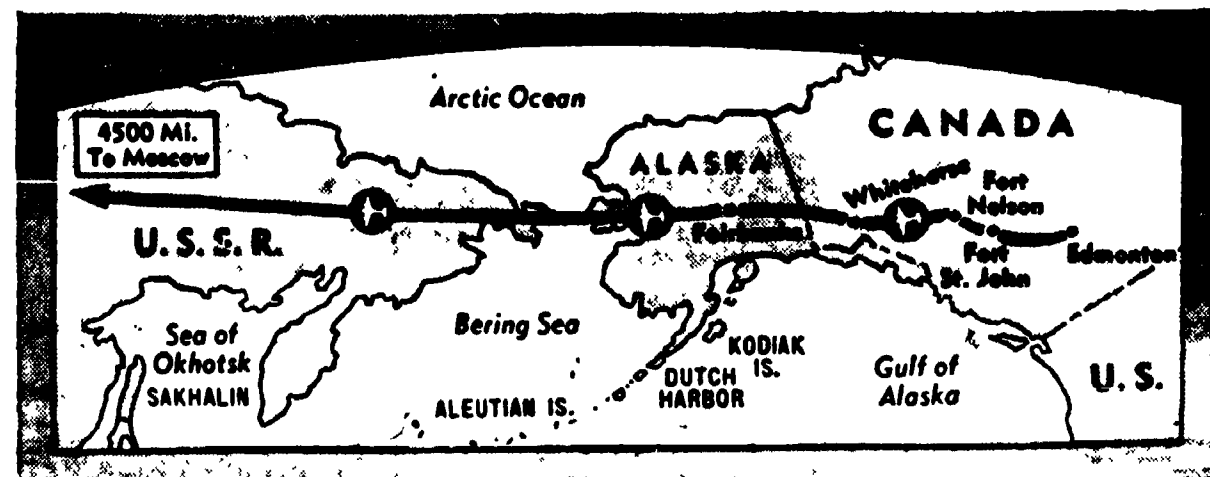 Arctic Ocean
4500 Mi.
To Moscow
CANADA
ALASKA
Whitehorse
Fort
Nelson
Fairbanks
U. S. S. R.
Fort
St. John
Edmonton
Bering Sea
Sea of
Okhotsk
SAKHALIN
KODIAK
IS.
DUTCH
HARBOR
Gulf of
Alaska
U. S.
ALEUTIAN IS.